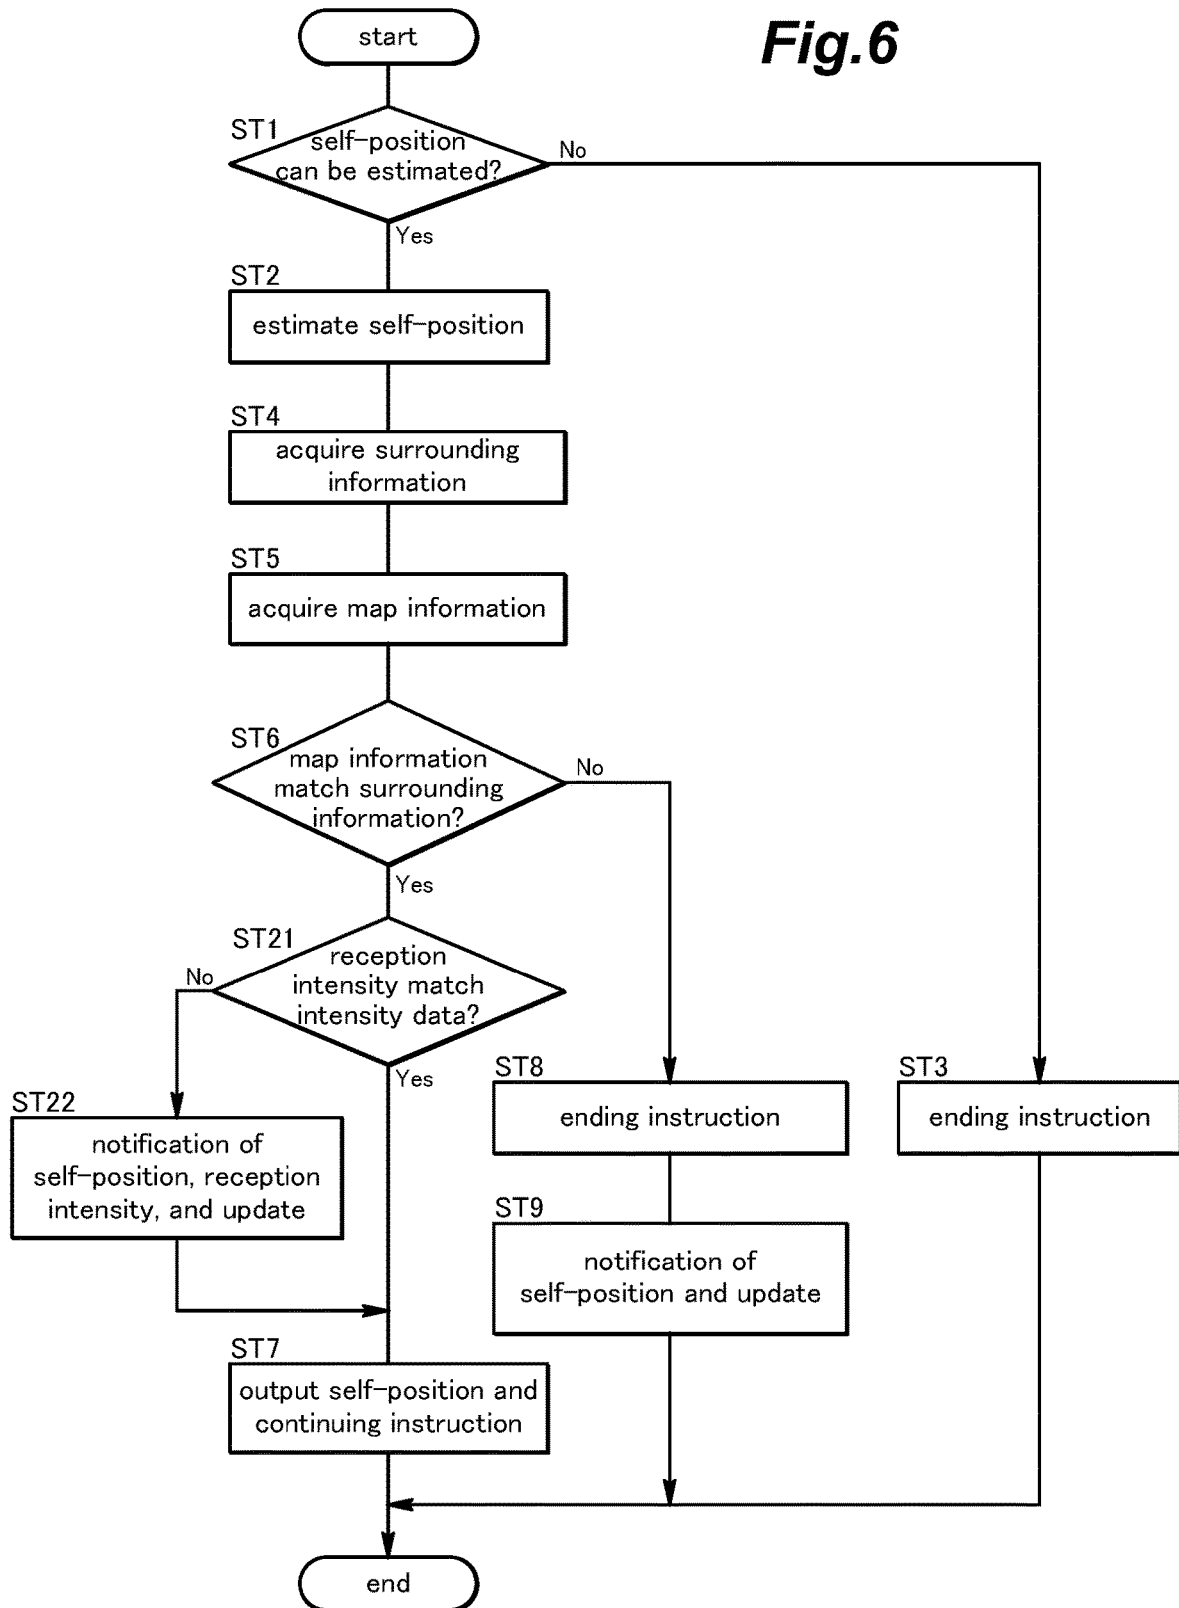 Fig.6
start
ST1
self-position
can be estimated?
No
Yes
ST2
estimate self-position
ST4
acquire surrounding
information
ST5
acquire map information
ST6
map information
match surrounding
information?
No
Yes
ST21
reception
intensity match
intensity data?
No
Yes
ST22
notification of
self-position, reception
intensity, and update
ST8
ending instruction
ST3
ending instruction
ST9
notification of
self-position and update
ST7
output self-position and
continuing instruction
end